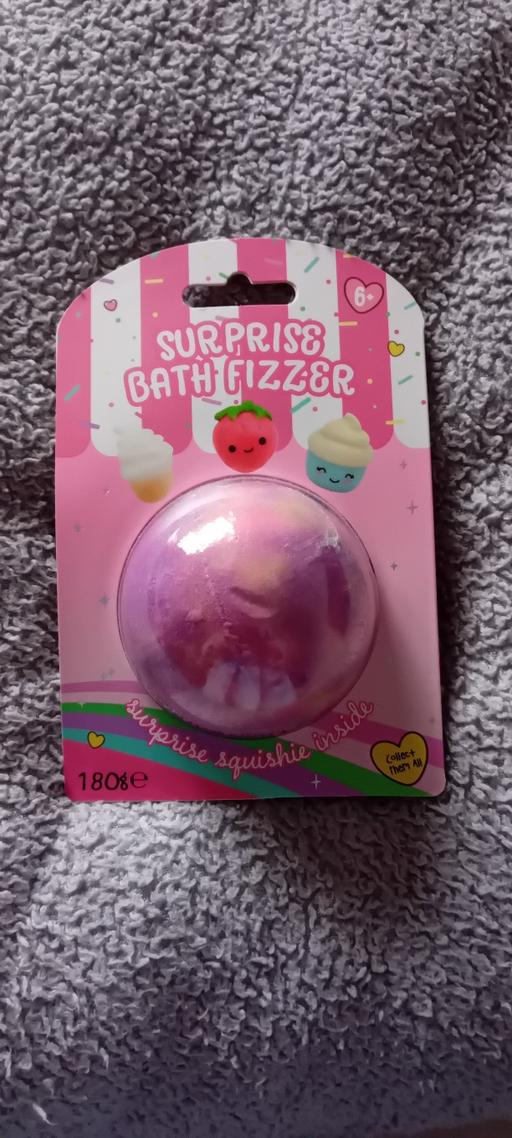 6+
SURPRISE
BATH FIZZER
surprise squishie inside
Collect
Them All
180g℮